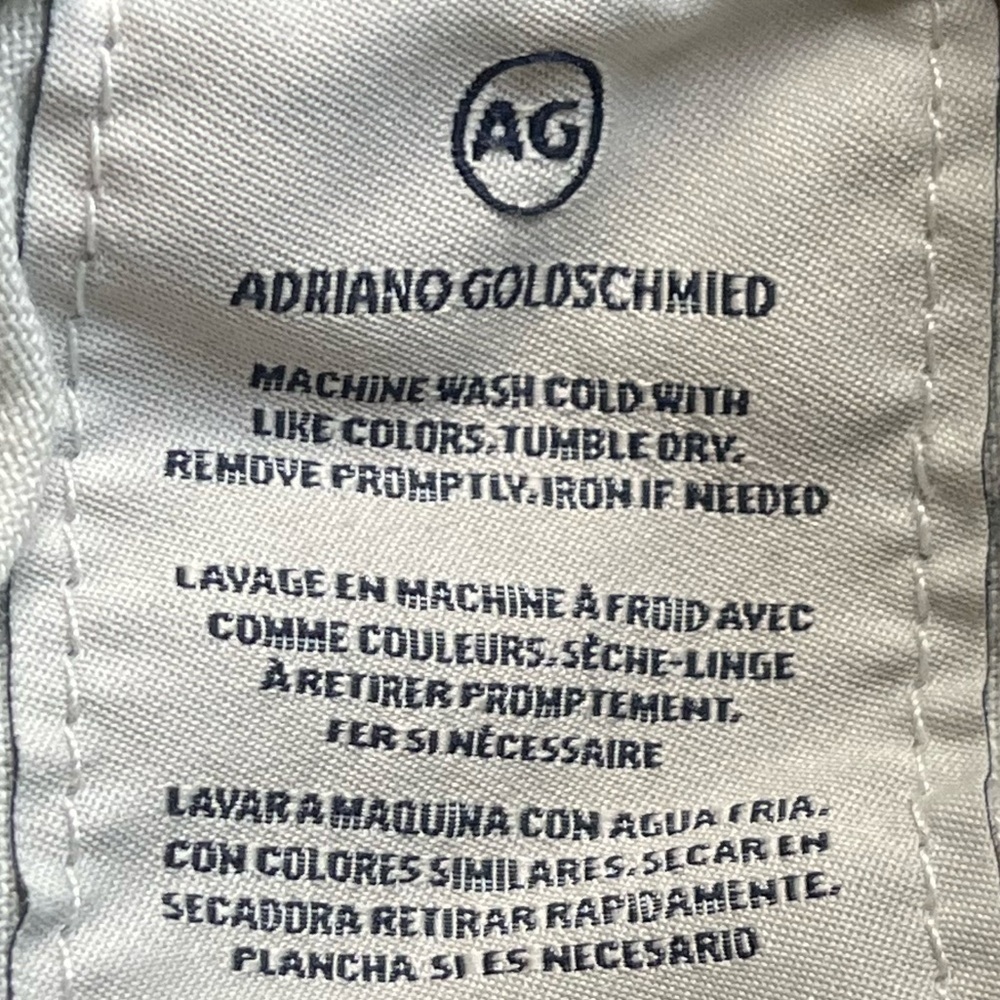 AG
ADRIANO GOLDSCHMIED
MACHINE WASH COLD WITH
LIKE COLORS. TUMBLE DRY.
REMOVE PROMPTLY. IRON IF NEEDED
LAVAGE EN MACHINE À FROID AVEC
COMME COULEURS. SÈCHE-LINGE
À RETIRER PROMPTEMENT.
FER SI NÉCESSAIRE
LAVAR A MAQUINA CON AGUA FRIA.
CON COLORES SIMILARES. SECAR EN
SECADORA RETIRAR RAPIDAMENTE.
PLANCHA SI ES NECESARIO